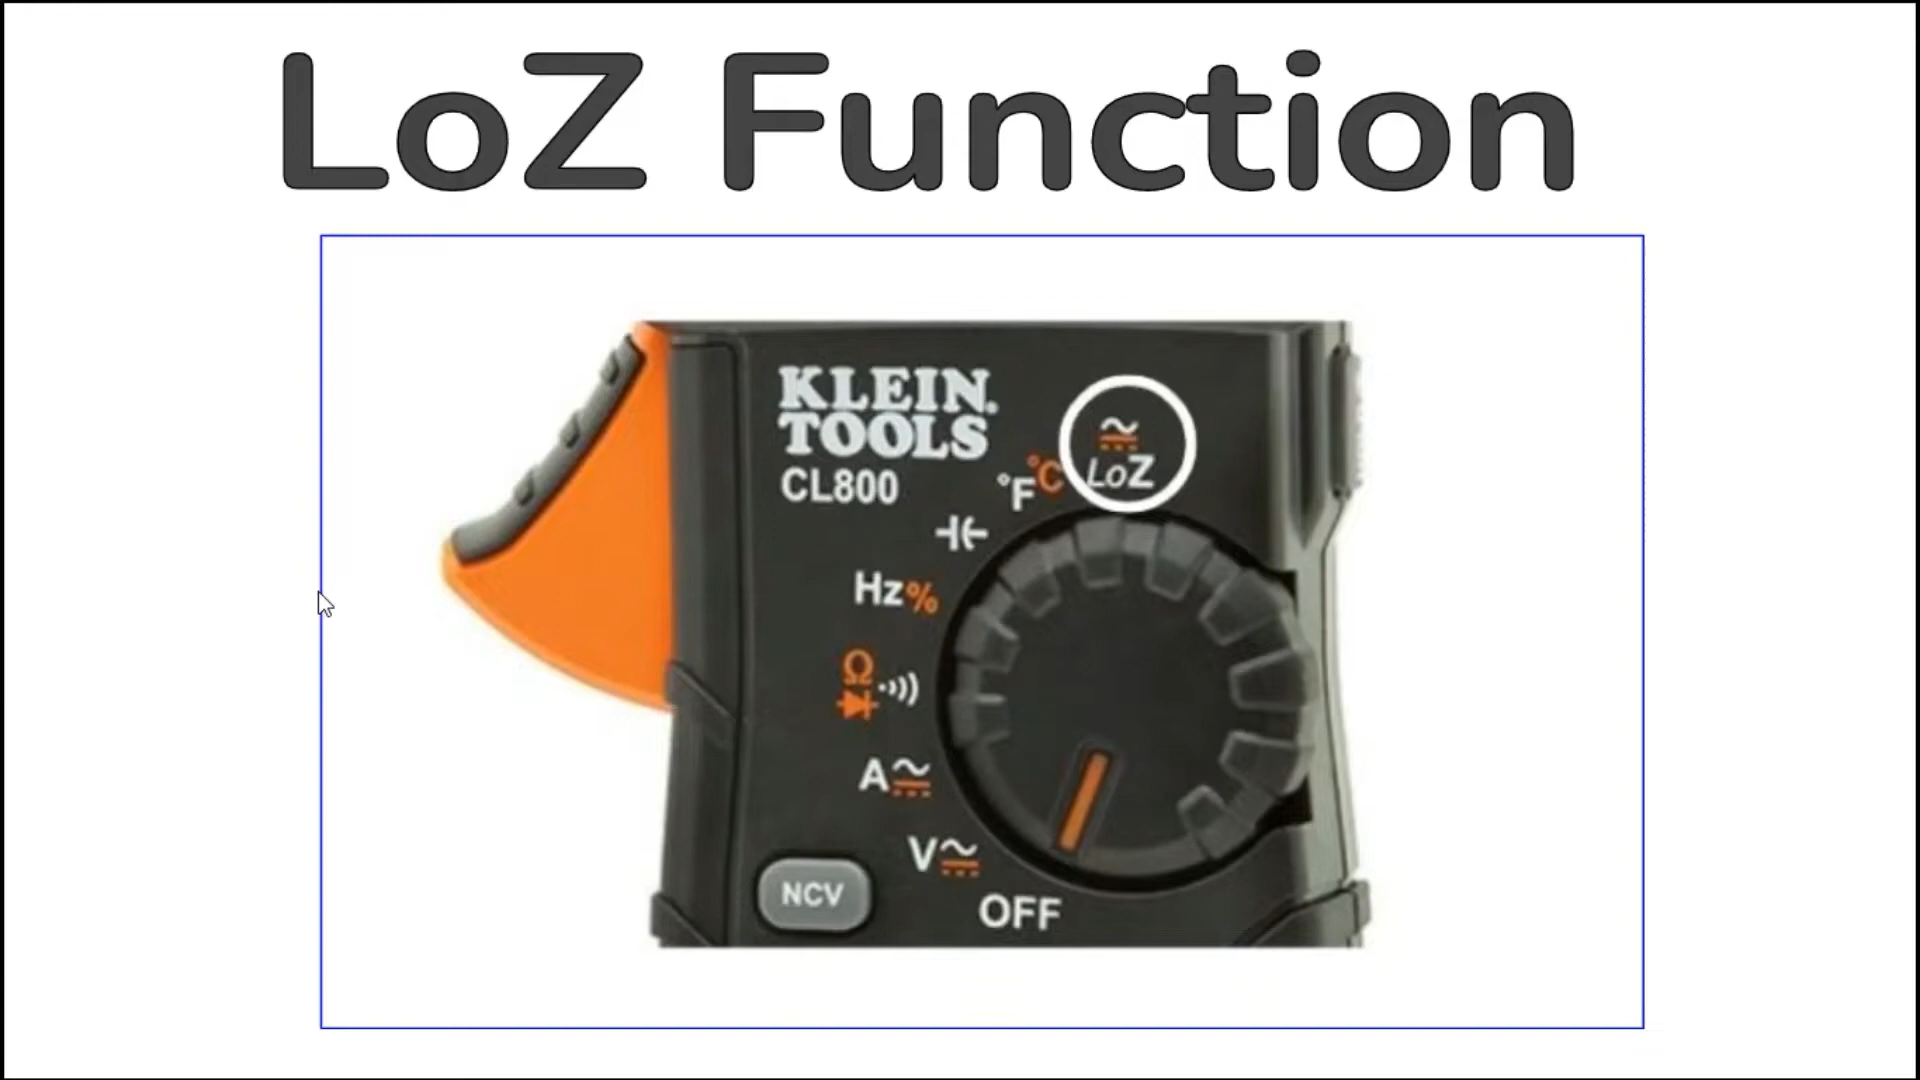 LoZ Function
KLEIN
TOOLS
CL800
°F°C
LoZ
Hz%
Ω
A
V
NCV
OFF